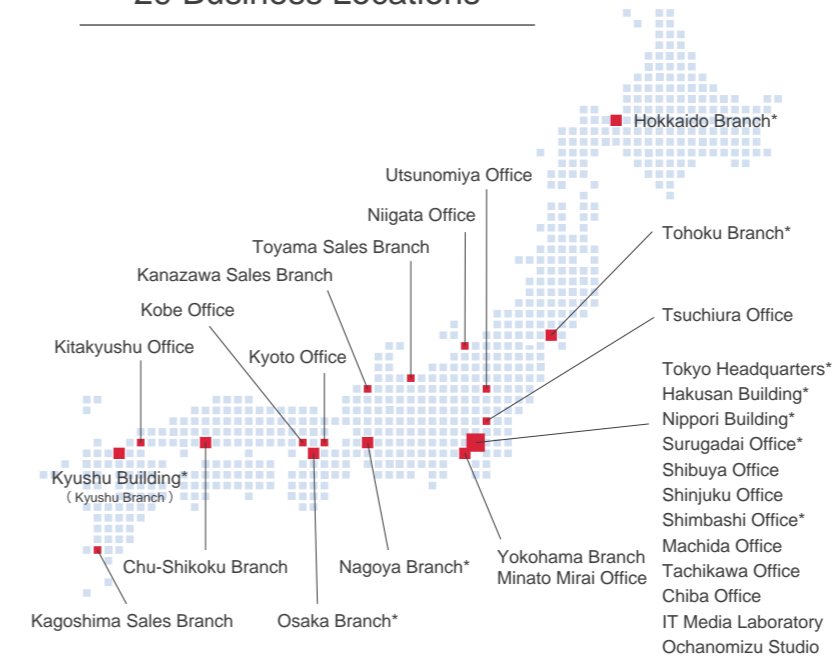 Hokkaido Branch*
Utsunomiya Office
Niigata Office
Tohoku Branch*
Toyama Sales Branch
Kanazawa Sales Branch
Kobe Office
Tsuchiura Office
Kitakyushu Office
Kyoto Office
Tokyo Headquarters*
Hakusan Building*
Nippori Building*
Surugadai Office*
Shibuya Office
Shinjuku Office
Shimbashi Office*
Machida Office
Tachikawa Office
Chiba Office
IT Media Laboratory
Ochanomizu Studio
Kyushu Building*
( Kyushu Branch )
Chu-Shikoku Branch
Nagoya Branch*
Yokohama Branch
Minato Mirai Office
Kagoshima Sales Branch
Osaka Branch*